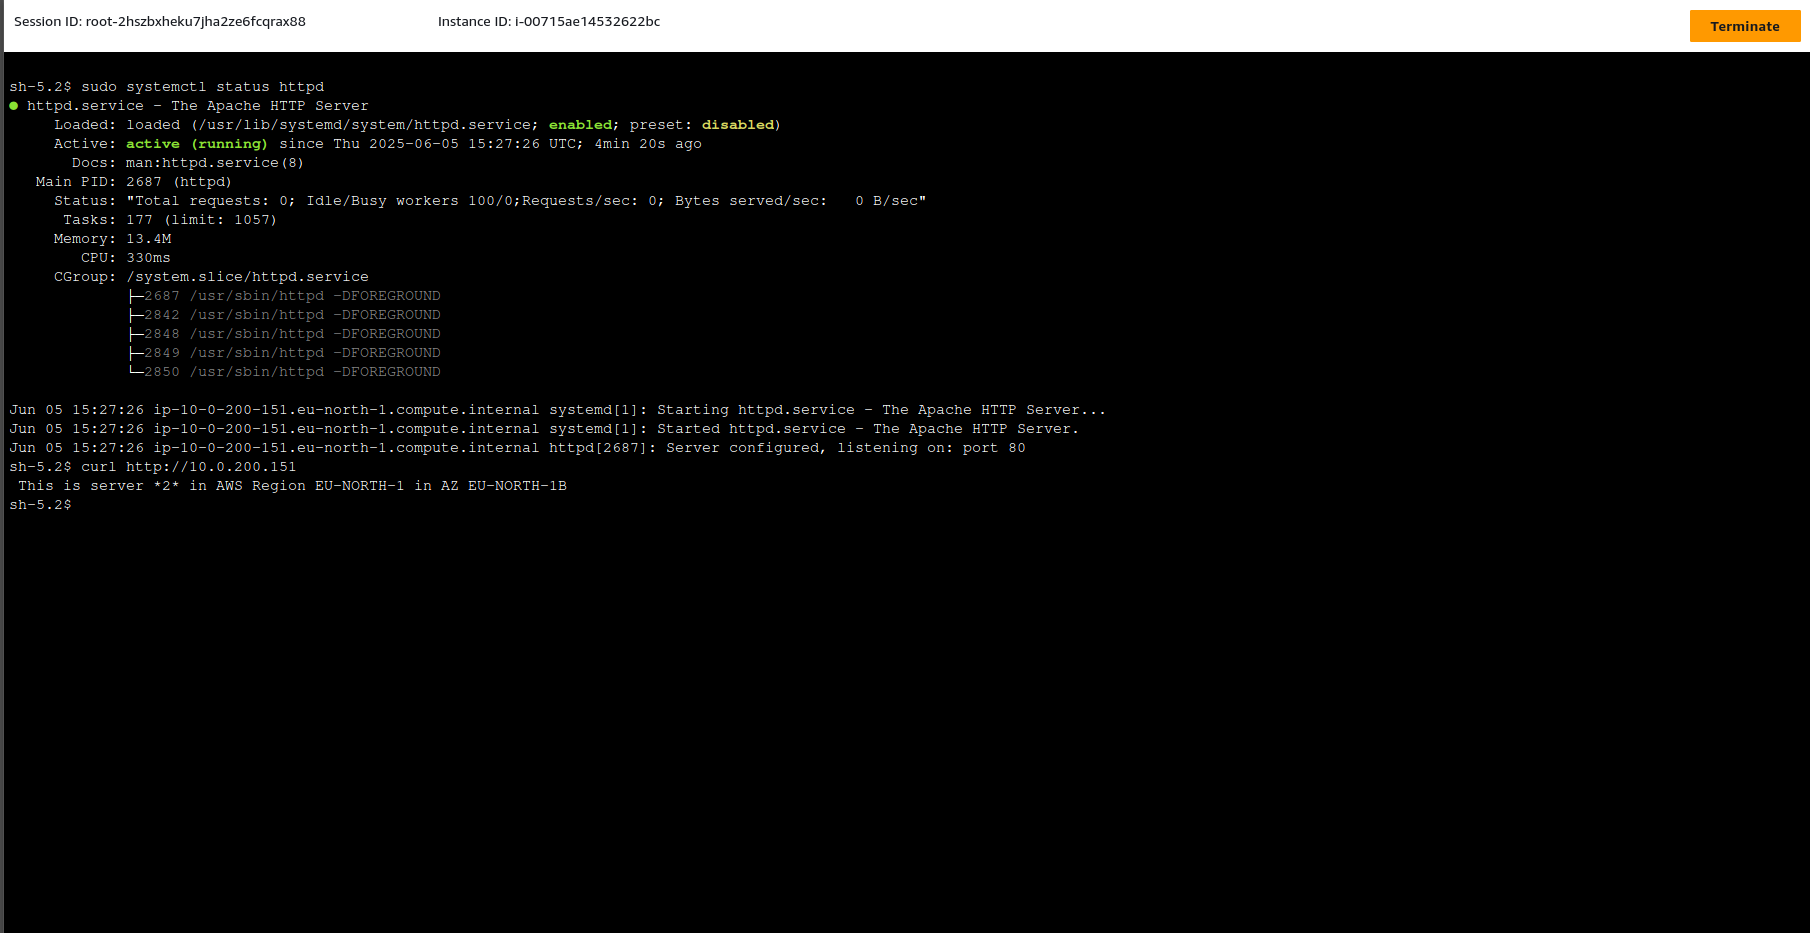 Session ID: root-2hszbxheku7jha2ze6fcqrax88 Instance ID: i-00715ae14532622bc Terminate
sh-5.2$ sudo systemctl status httpd
● httpd.service - The Apache HTTP Server
Loaded: loaded (/usr/lib/systemd/system/httpd.service; enabled; preset: disabled)
Active: active (running) since Thu 2025-06-05 15:27:26 UTC; 4min 20s ago
Docs: man:httpd.service(8)
Main PID: 2687 (httpd)
Status: "Total requests: 0; Idle/Busy workers 100/0;Requests/sec: 0; Bytes served/sec:   0 B/sec"
Tasks: 177 (limit: 1057)
Memory: 13.4M
CPU: 330ms
CGroup: /system.slice/httpd.service
├─2687 /usr/sbin/httpd -DFOREGROUND
├─2842 /usr/sbin/httpd -DFOREGROUND
├─2848 /usr/sbin/httpd -DFOREGROUND
├─2849 /usr/sbin/httpd -DFOREGROUND
└─2850 /usr/sbin/httpd -DFOREGROUND
Jun 05 15:27:26 ip-10-0-200-151.eu-north-1.compute.internal systemd[1]: Starting httpd.service - The Apache HTTP Server...
Jun 05 15:27:26 ip-10-0-200-151.eu-north-1.compute.internal systemd[1]: Started httpd.service - The Apache HTTP Server.
Jun 05 15:27:26 ip-10-0-200-151.eu-north-1.compute.internal httpd[2687]: Server configured, listening on: port 80
sh-5.2$ curl http://10.0.200.151
This is server *2* in AWS Region EU-NORTH-1 in AZ EU-NORTH-1B
sh-5.2$